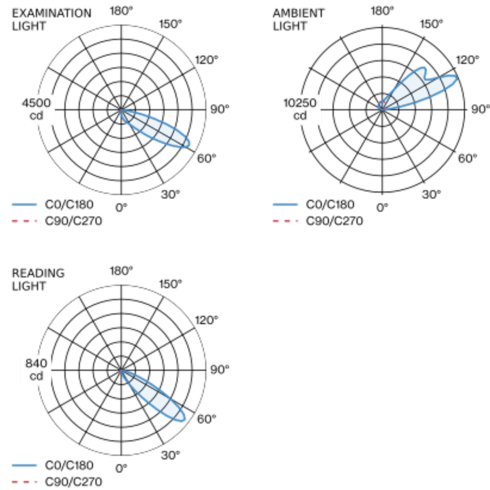 EXAMINATION
LIGHT
180°
150°
120°
4500
cd
90°
60°
30°
0°
C0/C180
C90/C270
AMBIENT
LIGHT
180°
150°
120°
10250
cd
90°
60°
30°
0°
C0/C180
C90/C270
READING
LIGHT
180°
150°
120°
840
cd
90°
60°
30°
0°
C0/C180
C90/C270